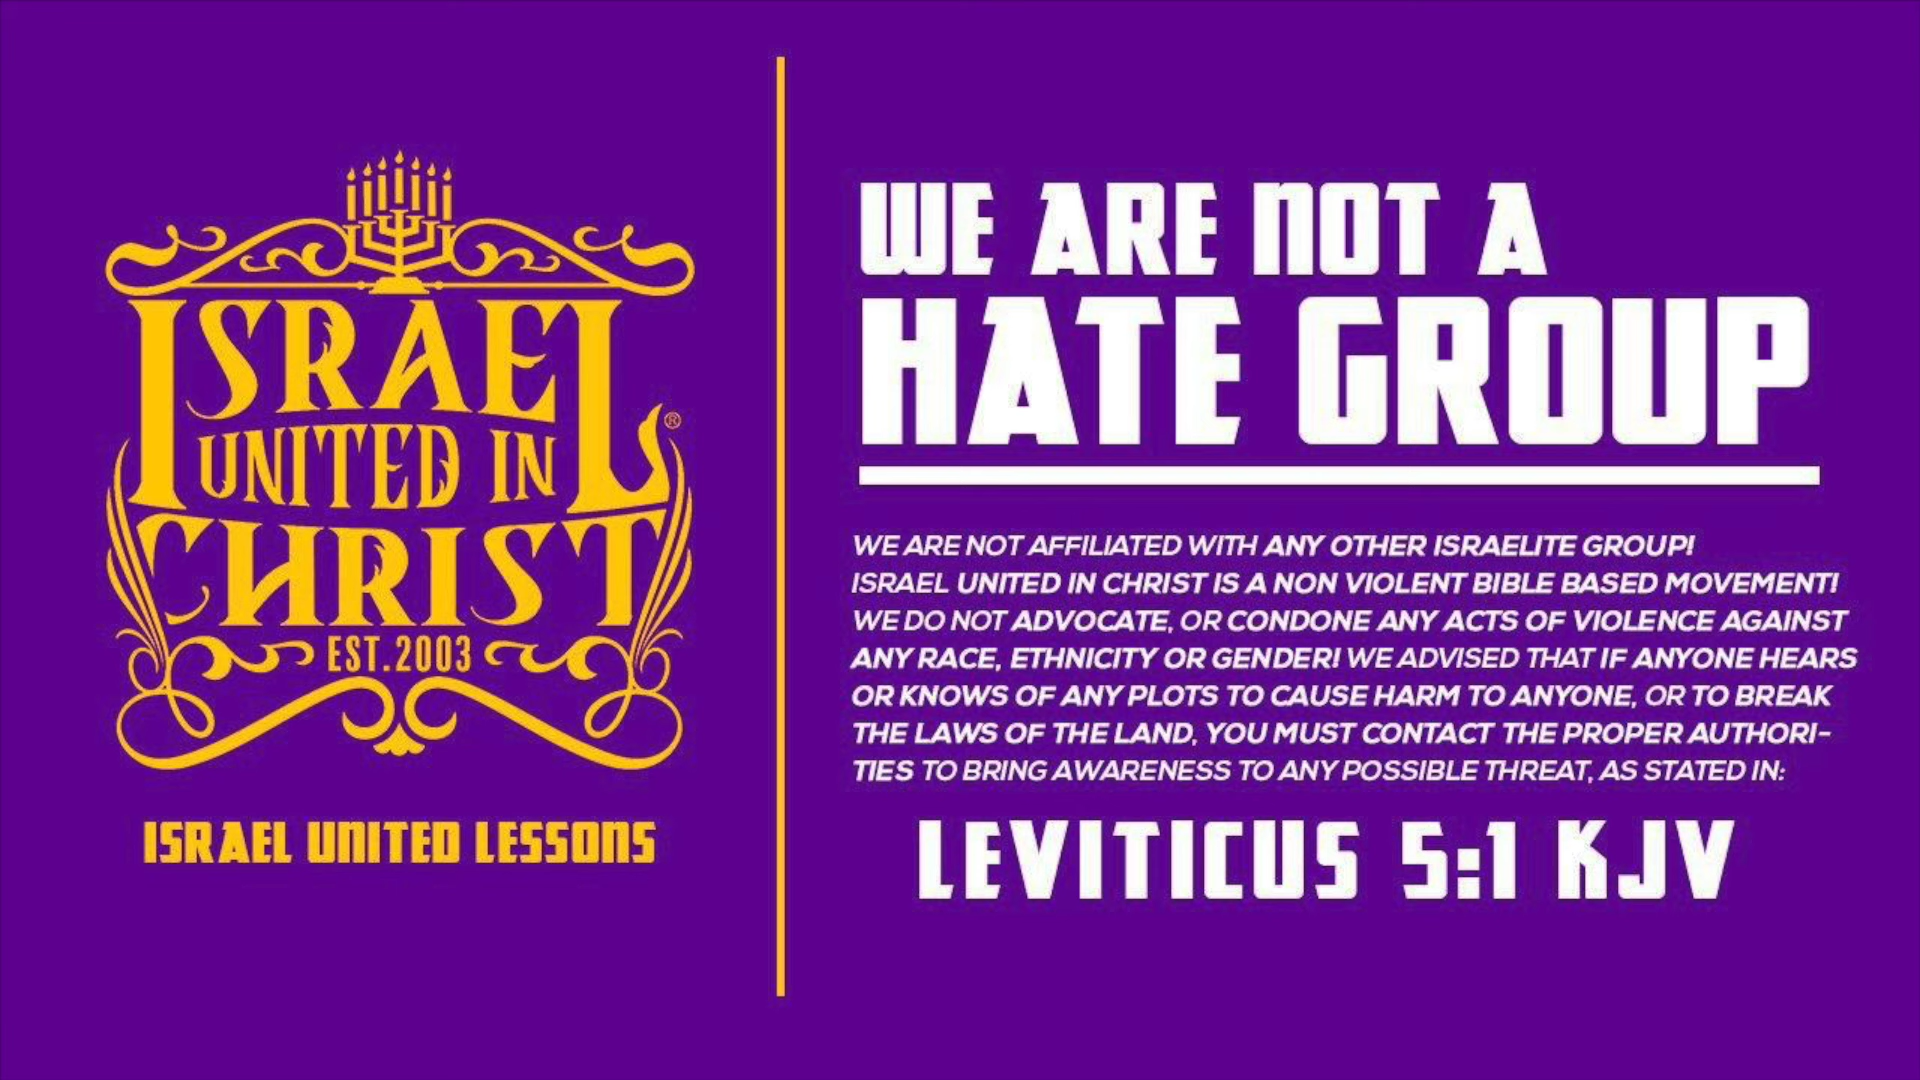 ISRAEL
UNITED IN
CHRIST®
EST.2003
ISRAEL UNITED LESSONS
WE ARE NOT A
HATE GROUP
WE ARE NOT AFFILIATED WITH ANY OTHER ISRAELITE GROUP!
ISRAEL UNITED IN CHRIST IS A NON VIOLENT BIBLE BASED MOVEMENT!
WE DO NOT ADVOCATE, OR CONDONE ANY ACTS OF VIOLENCE AGAINST
ANY RACE, ETHNICITY OR GENDER! WE ADVISED THAT IF ANYONE HEARS
OR KNOWS OF ANY PLOTS TO CAUSE HARM TO ANYONE, OR TO BREAK
THE LAWS OF THE LAND, YOU MUST CONTACT THE PROPER AUTHORI-
TIES TO BRING AWARENESS TO ANY POSSIBLE THREAT, AS STATED IN:
LEVITICUS 5:1 KJV